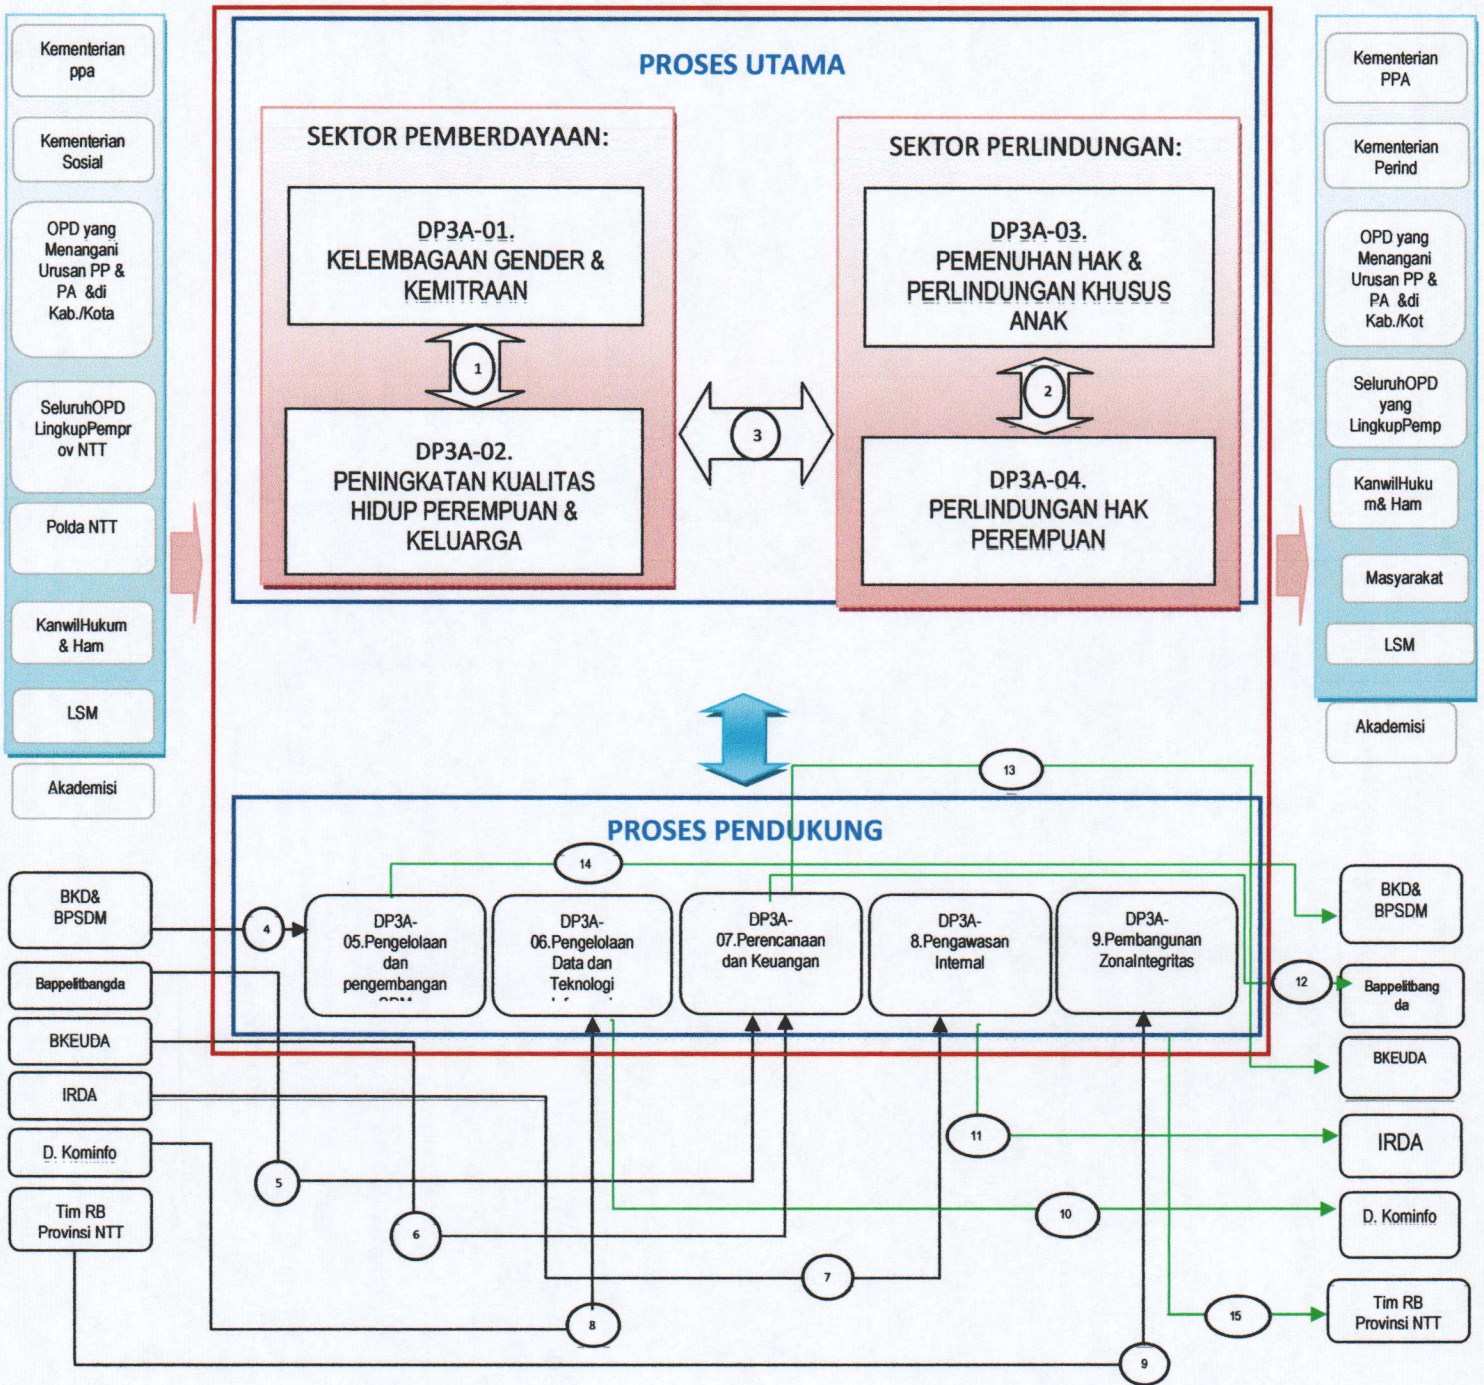 Kementerian
ppa
Kementerian
Sosial
OPD yang
Menangani
Urusan PP &
PA &di
Kab./Kota
SeluruhOPD
LingkupPempr
ov NTT
Polda NTT
KanwilHukum
& Ham
LSM
Akademisi
PROSES UTAMA
SEKTOR PEMBERDAYAAN:
DP3A-01.
KELEMBAGAAN GENDER &
KEMITRAAN
1
DP3A-02.
PENINGKATAN KUALITAS
HIDUP PEREMPUAN &
KELUARGA
3
SEKTOR PERLINDUNGAN:
DP3A-03.
PEMENUHAN HAK &
PERLINDUNGAN KHUSUS
ANAK
2
DP3A-04.
PERLINDUNGAN HAK
PEREMPUAN
Kementerian
PPA
Kementerian
Perind
OPD yang
Menangani
Urusan PP &
PA &di
Kab./Kot
SeluruhOPD
yang
LingkupPemp
KanwilHuku
m& Ham
Masyarakat
LSM
Akademisi
13
PROSES PENDUKUNG
14
BKD&
BPSDM
4
DP3A-
05.Pengelolaan
dan
pengembangan
DP3A-
06.Pengelolaan
Data dan
Teknologi
DP3A-
07.Perencanaan
dan Keuangan
DP3A-
8.Pengawasan
Internal
DP3A-
9.Pembangunan
ZonaIntegritas
BKD&
BPSDM
Bappelitbangda
12
Bappelitbang
da
BKEUDA
BKEUDA
IRDA
11
IRDA
D. Kominfo
5
10
D. Kominfo
Tim RB
Provinsi NTT
6
7
8
15
Tim RB
Provinsi NTT
9